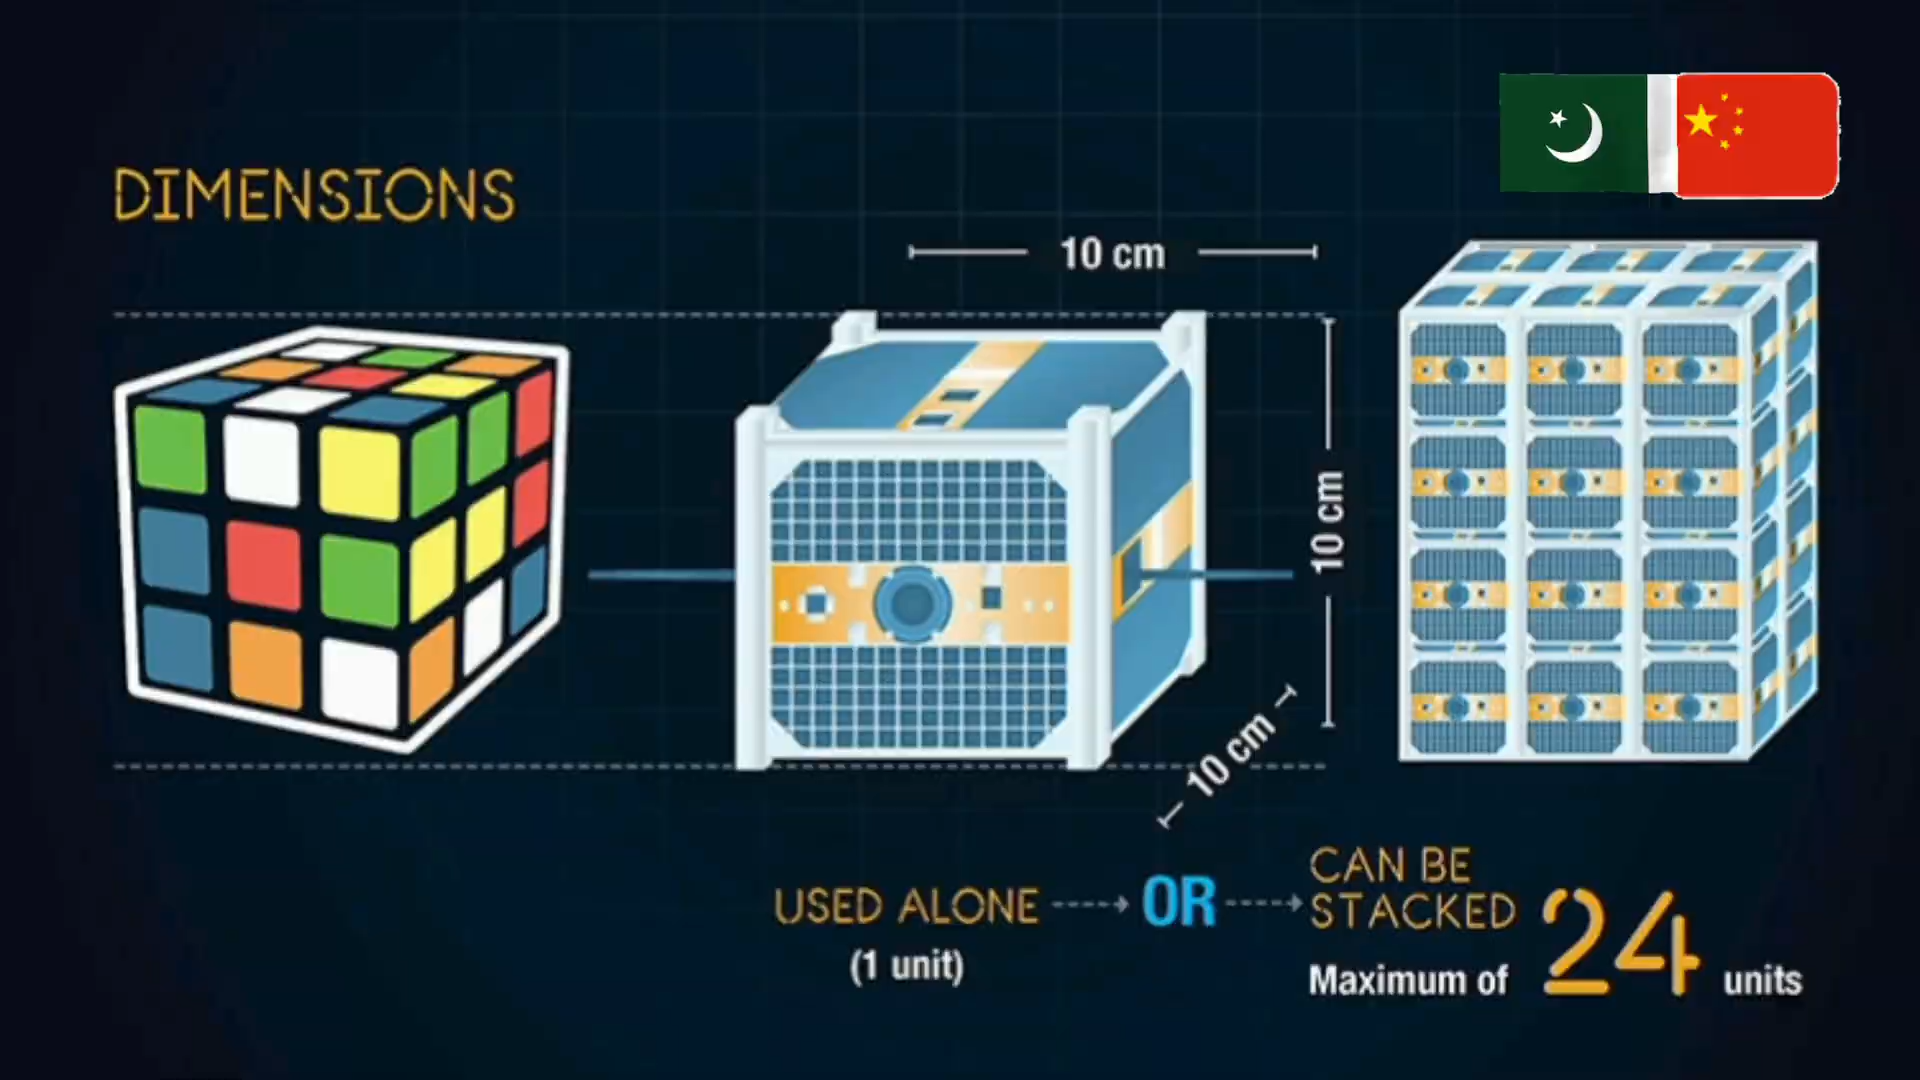 DIMENSIONS
10 cm
10 cm
10 cm
USED ALONE
(1 unit)
OR
CAN BE
STACKED
Maximum of 24 units